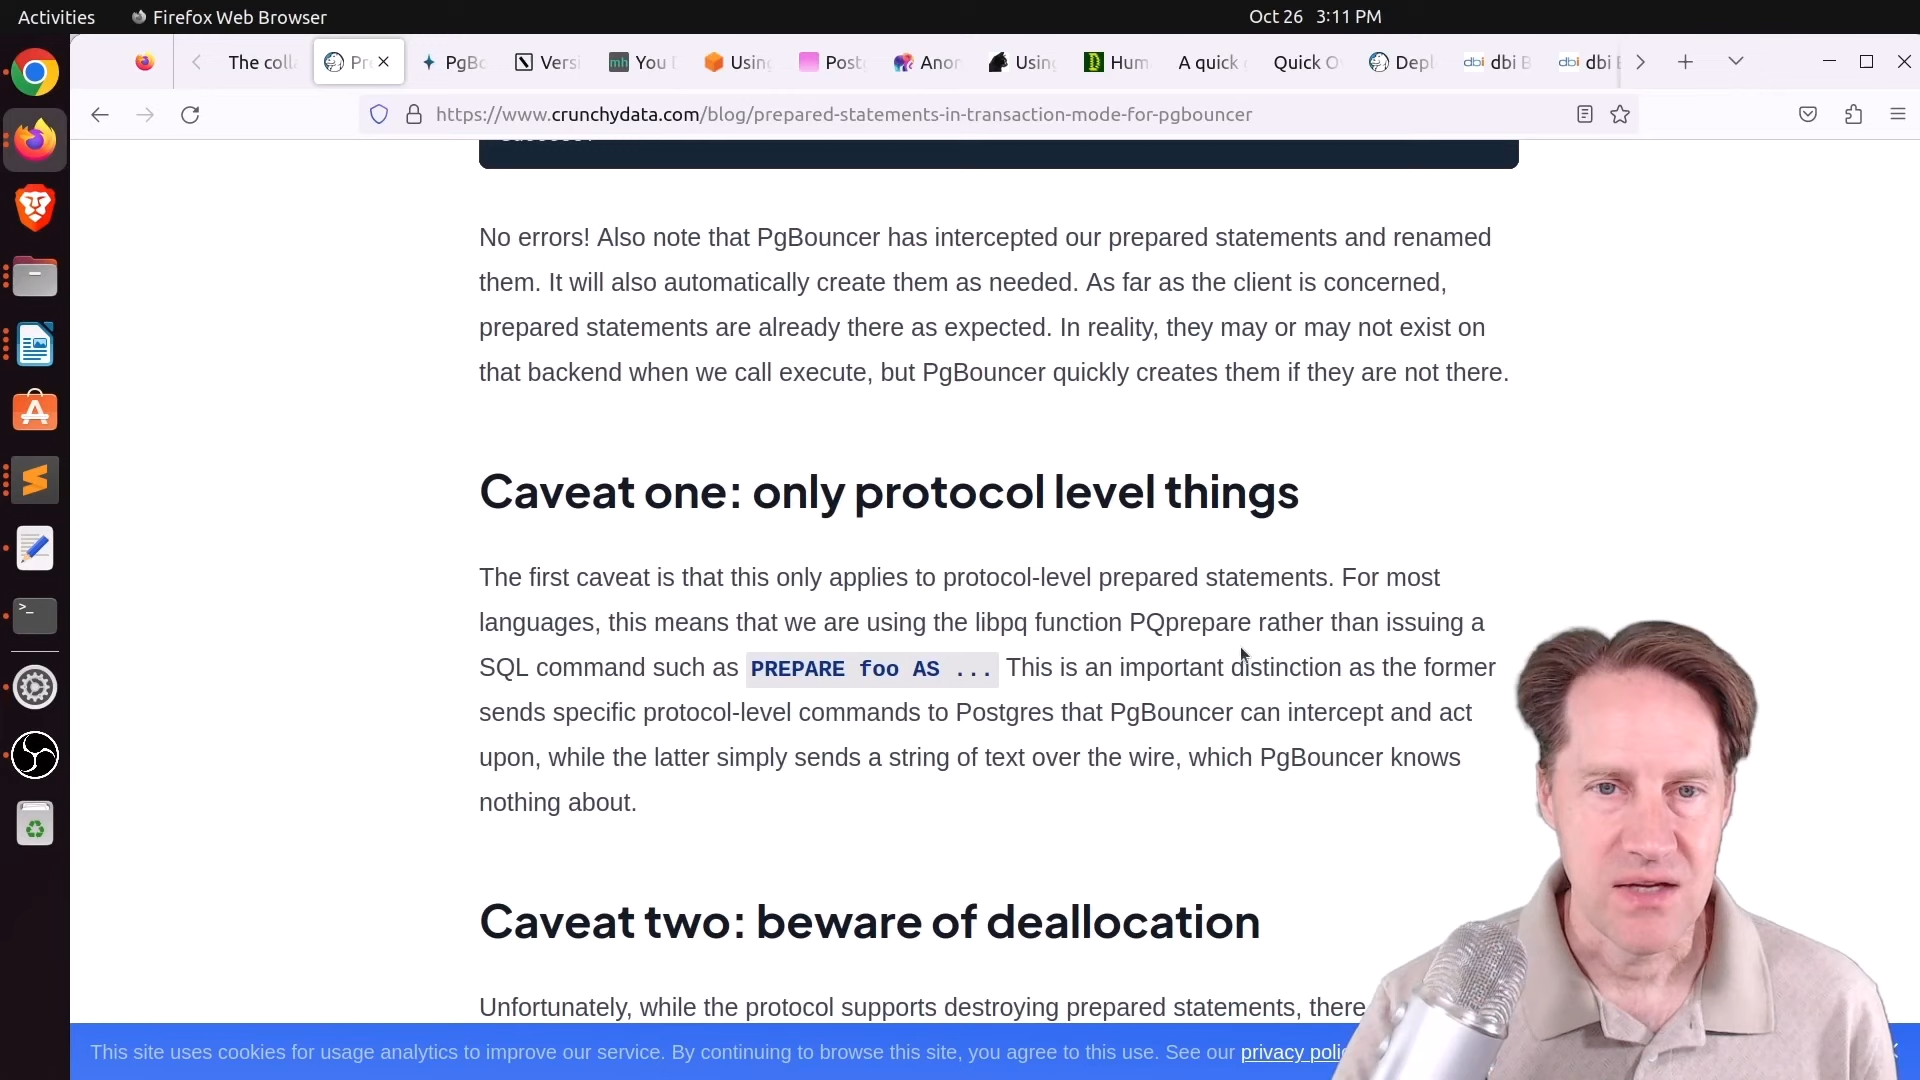 Activities
Firefox Web Browser
Oct 26 3:11 PM
The coll
Pr
PgBo
Versi
mh
You
Using
Postg
Anon
Using
Hum
A quick
Quick O
Depl
dbi
dbi B
dbi
dbi
https://www.crunchydata.com/blog/prepared-statements-in-transaction-mode-for-pgbouncer
No errors! Also note that PgBouncer has intercepted our prepared statements and renamed
them. It will also automatically create them as needed. As far as the client is concerned,
prepared statements are already there as expected. In reality, they may or may not exist on
that backend when we call execute, but PgBouncer quickly creates them if they are not there.
Caveat one: only protocol level things
The first caveat is that this only applies to protocol-level prepared statements. For most
languages, this means that we are using the libpq function PQprepare rather than issuing a
SQL command such as PREPARE foo AS ... This is an important distinction as the former
sends specific protocol-level commands to Postgres that PgBouncer can intercept and act
upon, while the latter simply sends a string of text over the wire, which PgBouncer knows
nothing about.
Caveat two: beware of deallocation
Unfortunately, while the protocol supports destroying prepared statements, there
This site uses cookies for usage analytics to improve our service. By continuing to browse this site, you agree to this use. See our privacy polic